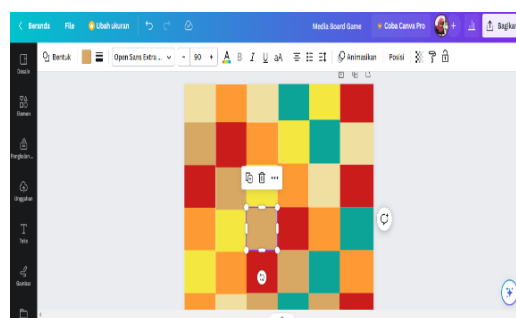 Beranda File Ubah ukuran Media Board Game Coba Canva Pro Bagikan
Bentuk Open Sans Extra ... - 90 + A B I U aA Animasikan Posisi
Desain
Elemen
Unggahan
Teks
Gambar